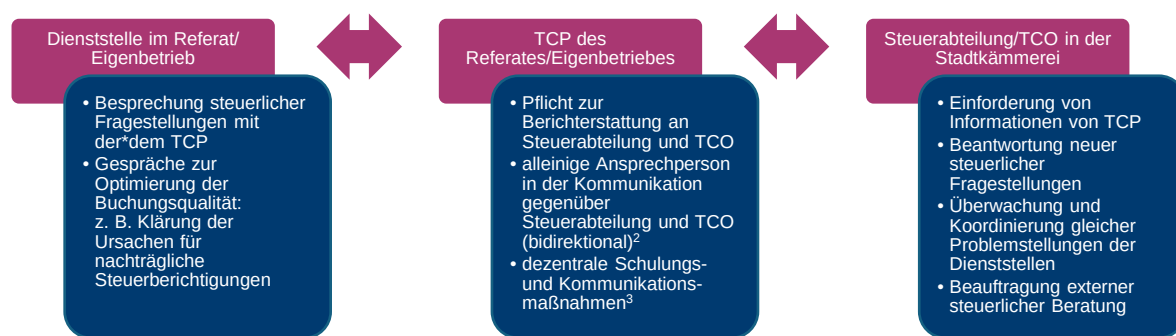 Dienststelle im Referat/
Eigenbetrieb
• Besprechung steuerlicher
Fragestellungen mit
der*dem TCP
• Gespräche zur
Optimierung der
Buchungsqualität:
z. B. Klärung der
Ursachen für
nachträgliche
Steuerberichtigungen
TCP des
Referates/Eigenbetriebes
• Pflicht zur
Berichterstattung an
Steuerabteilung und TCO
• alleinige Ansprechperson
in der Kommunikation
gegenüber
Steuerabteilung und TCO
(bidirektional)²
• dezentrale Schulungs-
und Kommunikations-
maßnahmen³
Steuerabteilung/TCO in der
Stadtkämmerei
• Einforderung von
Informationen von TCP
• Beantwortung neuer
steuerlicher
Fragestellungen
• Überwachung und
Koordinierung gleicher
Problemstellungen der
Dienststellen
• Beauftragung externer
steuerlicher Beratung